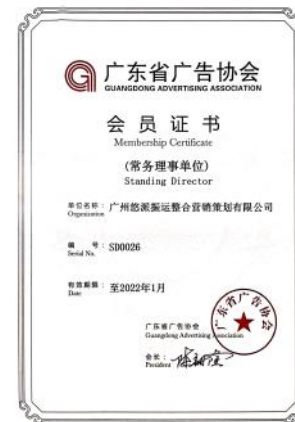 广东省广告协会
GUANGDONG ADVERTISING ASSOCIATION
会员证书
Membership Certificate
(常务理事单位)
Standing Director
单位名称： 广州悠派振运整合营销策划有限公司
Organization
编 号： SD0026
Serial No.
有效期限： 至2022年1月
Date
广东省广告协会
Guangdong Advertising Association
会长：
President
广东省广告协会